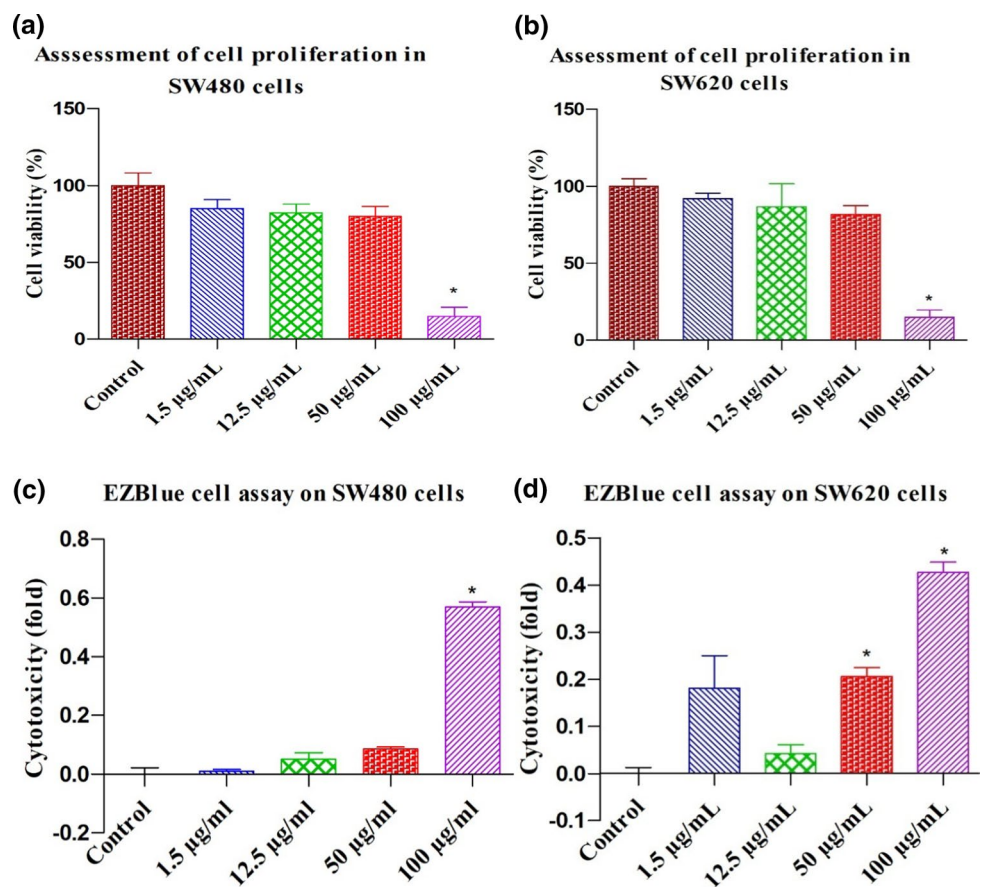 (a)
Asssessment of cell proliferation in
SW480 cells
Cell viability (%)
150
100
50
0
*
Control
1.5 µg/mL
12.5 µg/mL
50 µg/mL
100 µg/mL
(b)
Assessment of cell proliferation in
SW620 cells
Cell viability (%)
150
100
50
0
*
Control
1.5 µg/mL
12.5 µg/mL
50 µg/mL
100 µg/mL
(c)
EZBlue cell assay on SW480 cells
Cytotoxicity (fold)
0.8
0.6
0.4
0.2
0.0
-0.2
*
Control
1.5 µg/ml
12.5 µg/ml
50 µg/ml
100 µg/ml
(d)
EZBlue cell assay on SW620 cells
Cytotoxicity (fold)
0.5
0.4
0.3
0.2
0.1
0.0
-0.1
*
*
Control
1.5 µg/mL
12.5 µg/mL
50 µg/mL
100 µg/mL